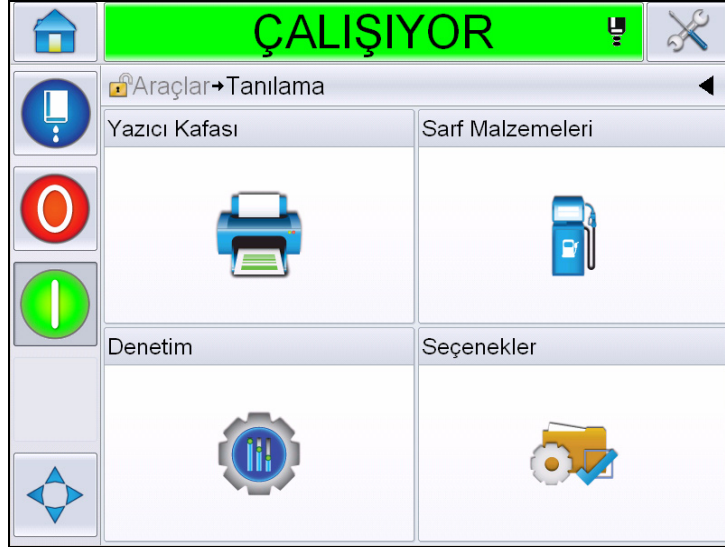 ÇALIŞIYOR
Araçlar→Tanılama
Yazıcı Kafası
Sarf Malzemeleri
Denetim
Seçenekler